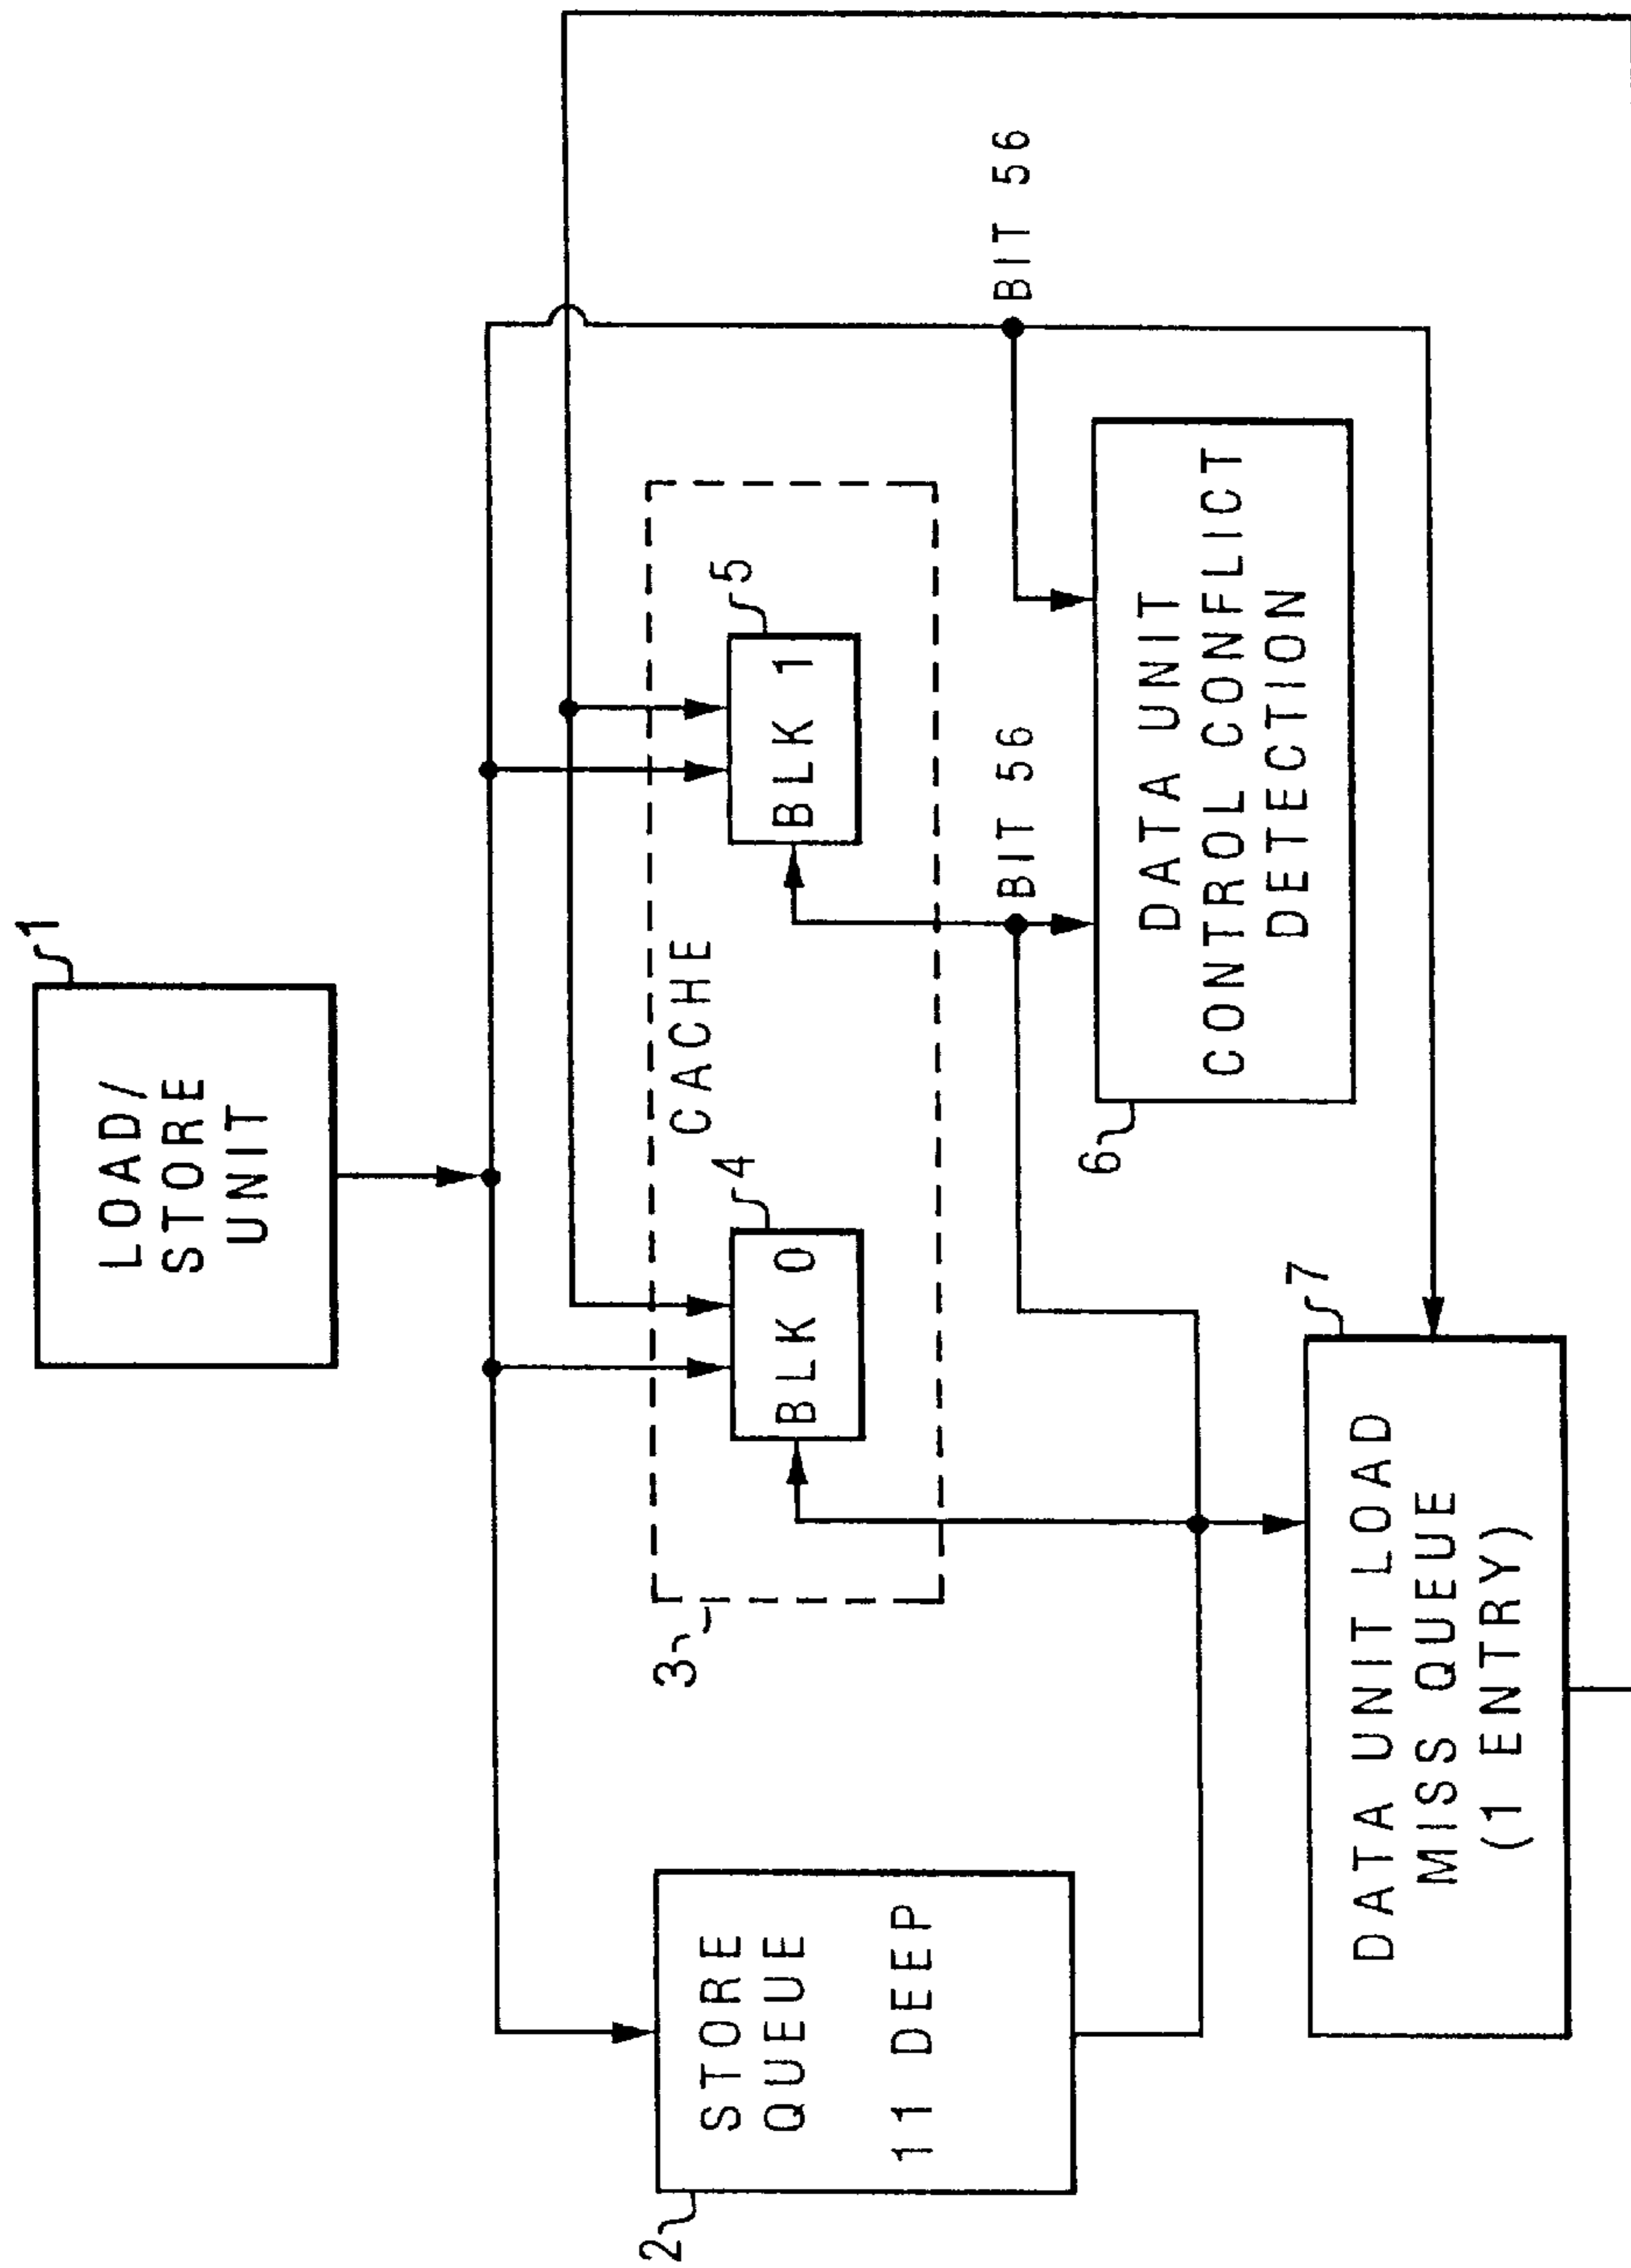 1
LOAD/
STORE
UNIT
2
STORE
QUEUE
11 DEEP
3
CACHE
4
BLK 0
5
BLK 1
BIT 56
BIT 56
6
DATA UNIT
CONTROL CONFLICT
DETECTION
7
DATA UNIT LOAD
MISS QUEUE
(1 ENTRY)